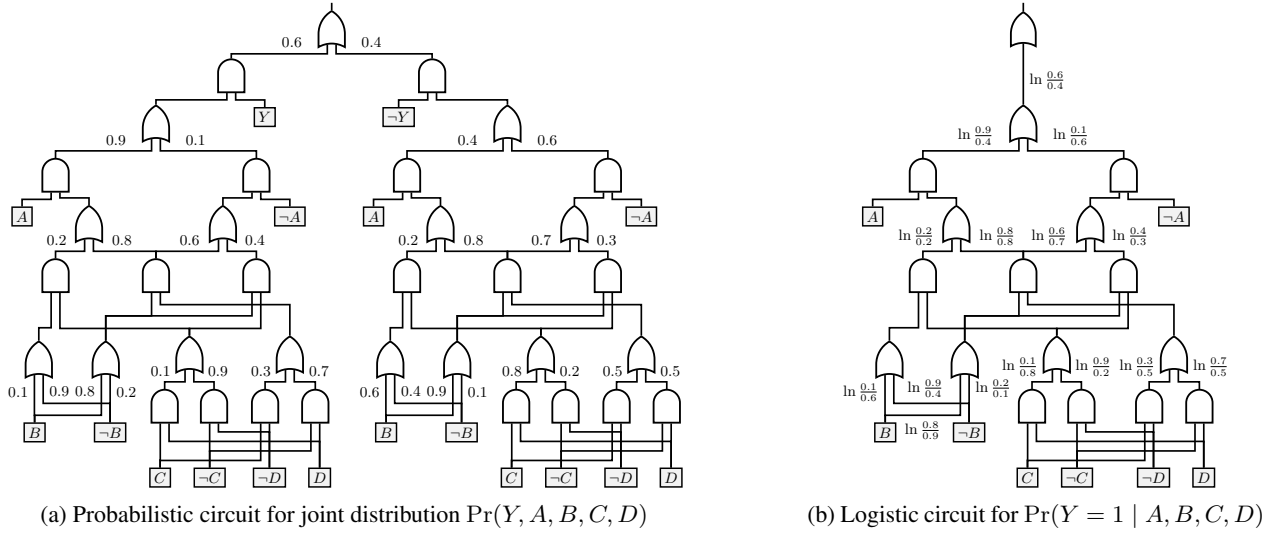 0.6 0.4
Y ¬Y
0.9 0.1 0.4 0.6
A ¬A A ¬A
0.2 0.8 0.6 0.4 0.2 0.8 0.7 0.3
0.1 0.9 0.8 0.2 0.1 0.9 0.3 0.7 0.6 0.4 0.9 0.1 0.8 0.2 0.5 0.5
B ¬B B ¬B
C ¬C ¬D D C ¬C ¬D D
(a) Probabilistic circuit for joint distribution Pr(Y, A, B, C, D)
ln 0.6/0.4
ln 0.9/0.4 ln 0.1/0.6
A ¬A
ln 0.2/0.2 ln 0.8/0.8 ln 0.6/0.7 ln 0.4/0.3
ln 0.1/0.8 ln 0.9/0.2 ln 0.3/0.5 ln 0.7/0.5
ln 0.1/0.6 ln 0.9/0.4 ln 0.2/0.1
B ln 0.8/0.9 ¬B
C ¬C ¬D D
(b) Logistic circuit for Pr(Y = 1 | A, B, C, D)